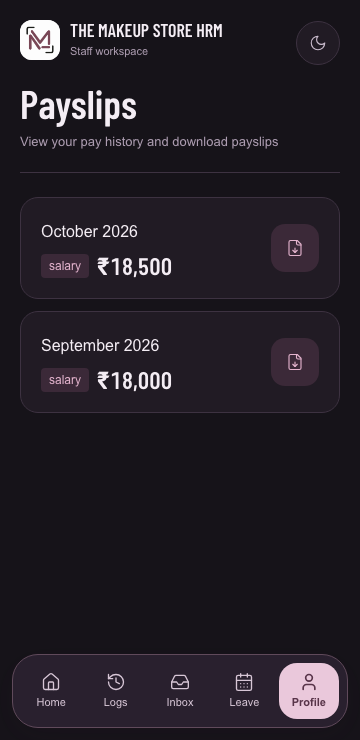 THE MAKEUP STORE HRM
Staff workspace
Payslips
View your pay history and download payslips
October 2026
salary ₹18,500
September 2026
salary ₹18,000
Home Logs Inbox Leave Profile